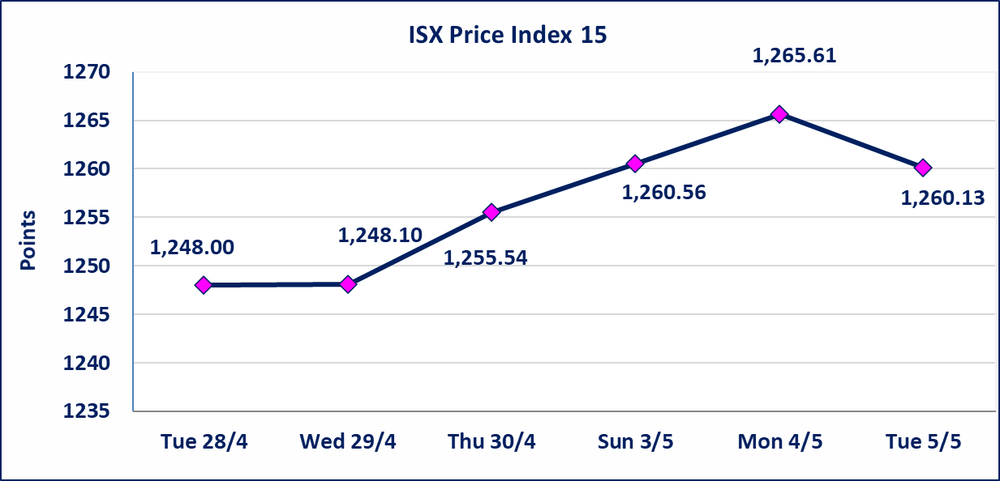 ISX Price Index 15
1,265.61
1270
1265
1260
1,260.56
1,260.13
1255
1,248.00
1,248.10
1,255.54
1250
1245
1240
1235
Points
Tue 28/4
Wed 29/4
Thu 30/4
Sun 3/5
Mon 4/5
Tue 5/5